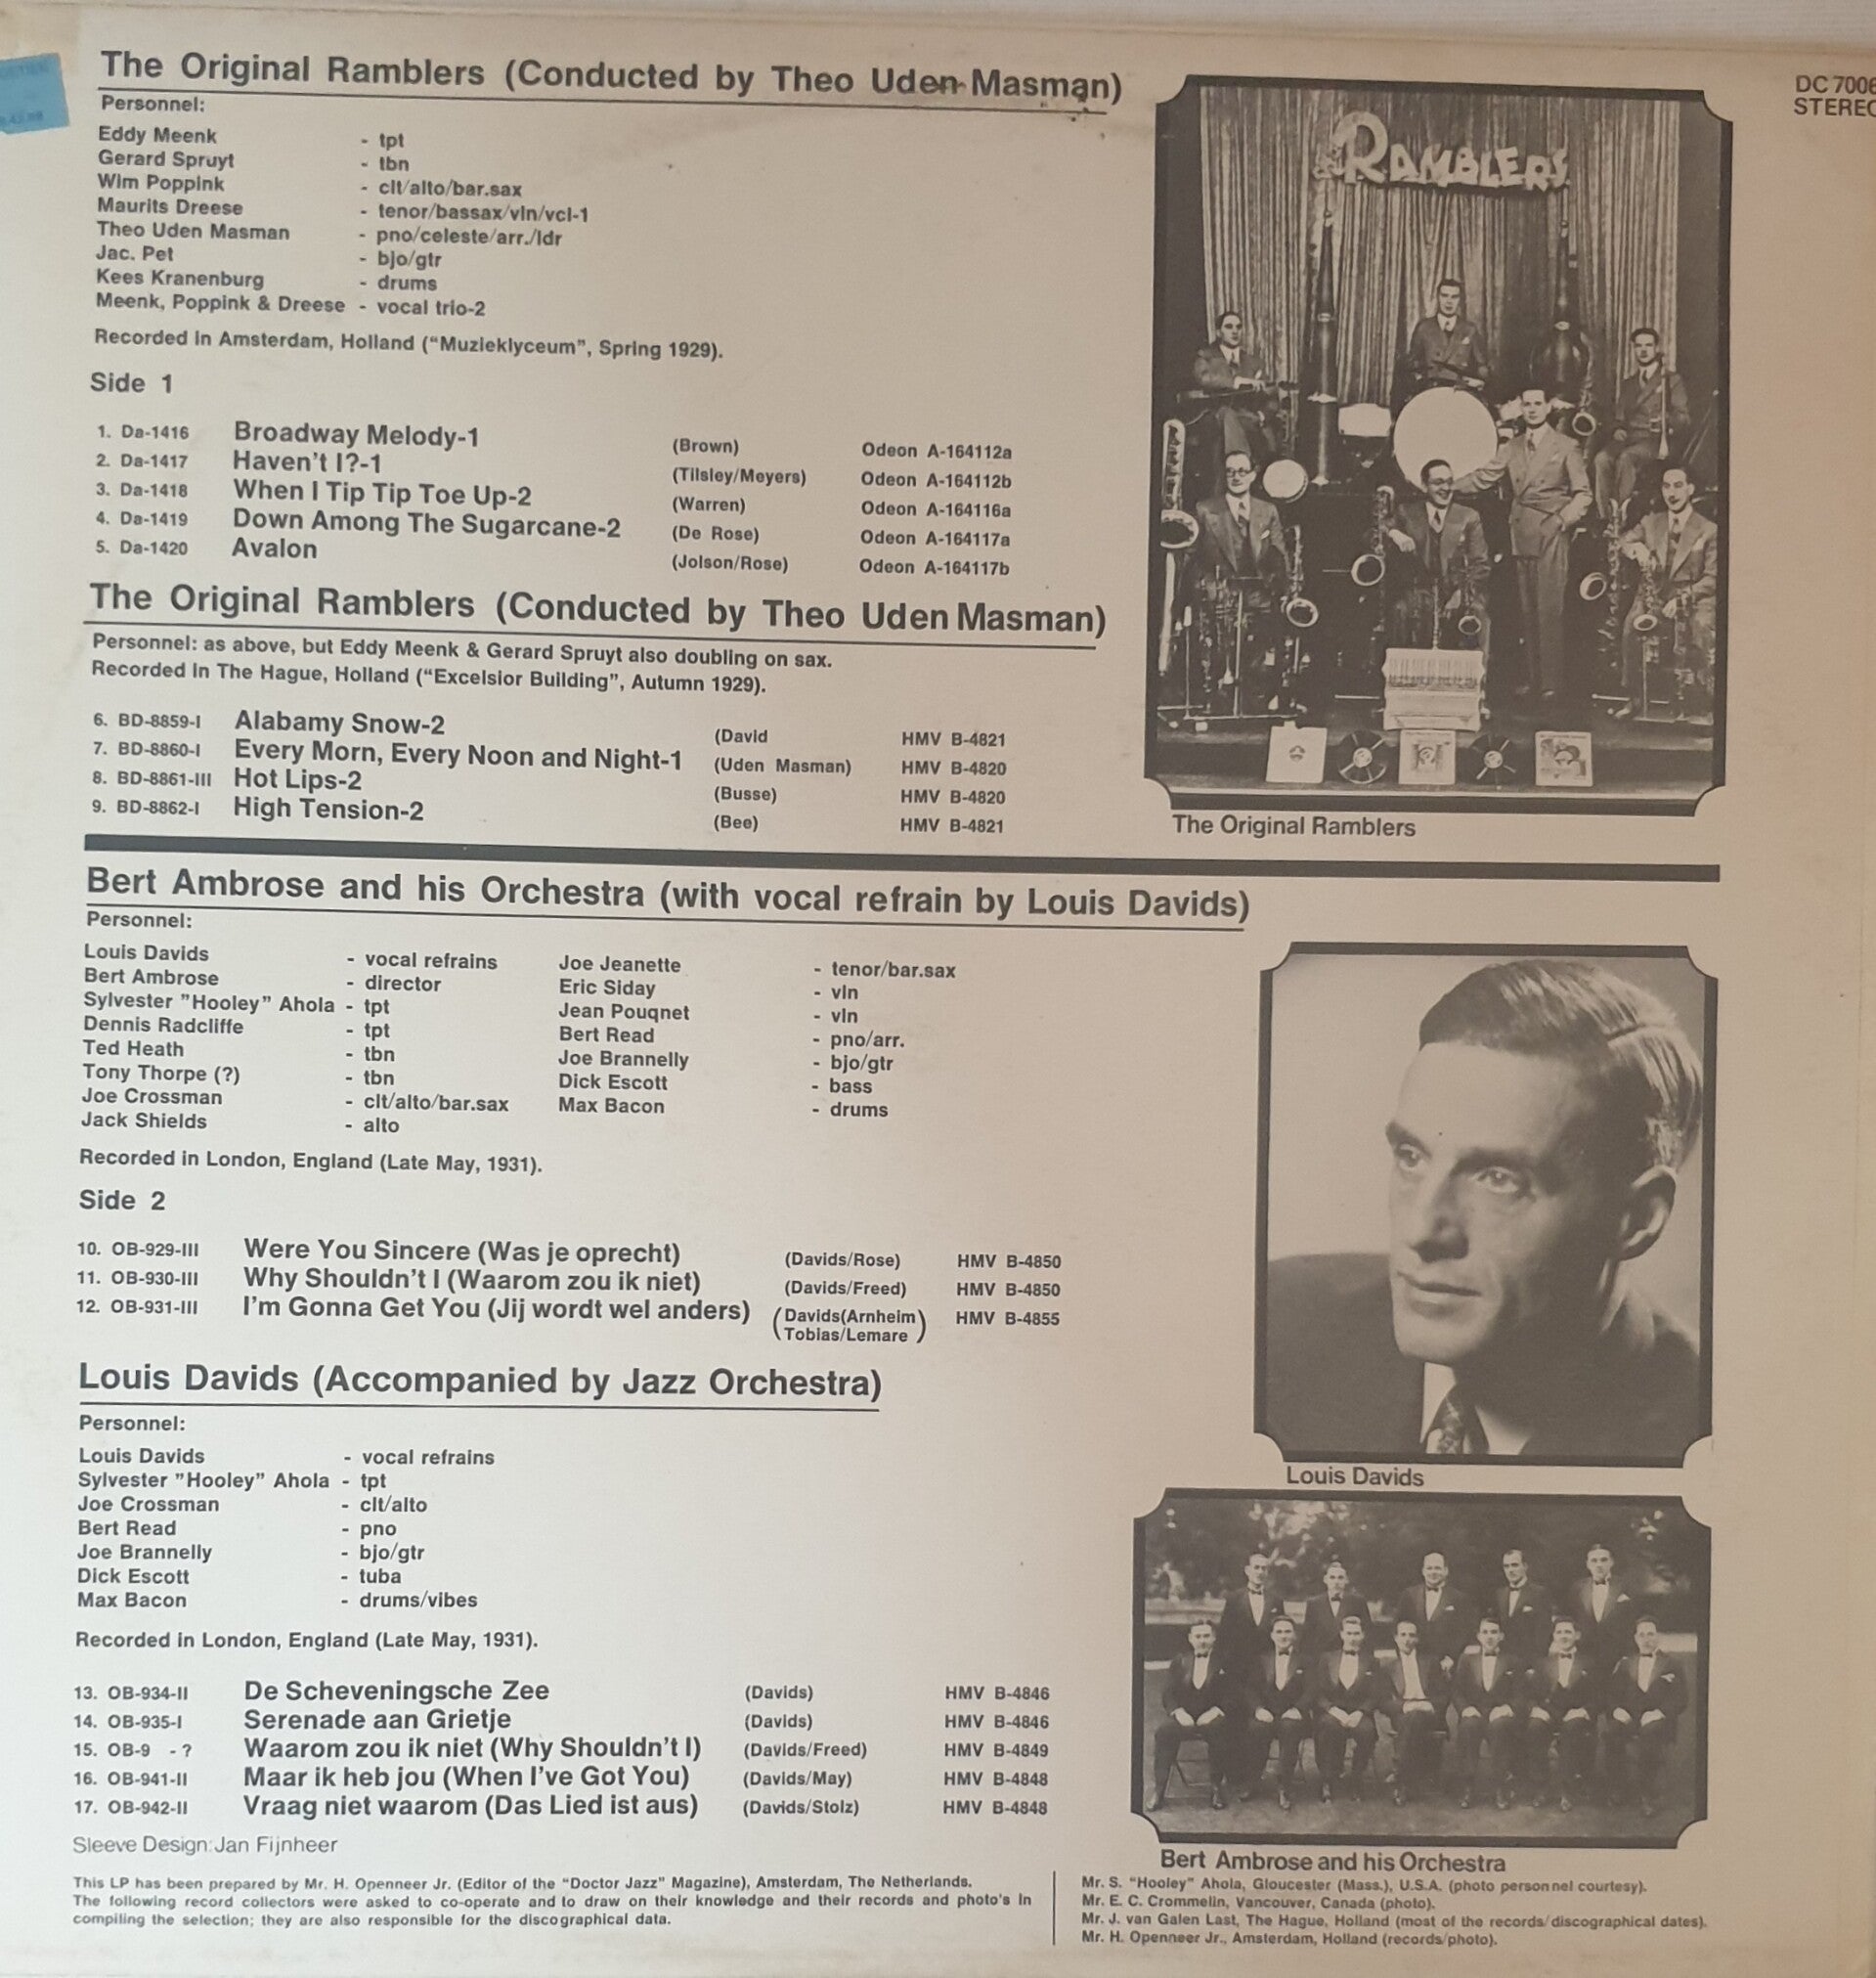 The Original Ramblers (Conducted by Theo Uden Masman)
Personnel:
Eddy Meenk - tpt
Gerard Spruyt - tbn
Wim Poppink - clt/alto/bar.sax
Maurits Dreese - tenor/bassax/vln/vcl-1
Theo Uden Masman - pno/celeste/arr./ldr
Jac. Pet - bjo/gtr
Kees Kranenburg - drums
Meenk, Poppink & Dreese - vocal trio-2
Recorded in Amsterdam, Holland (“Muzieklyceum”, Spring 1929).
Side 1
1. Da-1416 Broadway Melody-1 (Brown) Odeon A-164112a
2. Da-1417 Haven't I?-1 (Tilsley/Meyers) Odeon A-164112b
3. Da-1418 When I Tip Tip Toe Up-2 (Warren) Odeon A-164116a
4. Da-1419 Down Among The Sugarcane-2 (De Rose) Odeon A-164117a
5. Da-1420 Avalon (Jolson/Rose) Odeon A-164117b
The Original Ramblers (Conducted by Theo Uden Masman)
Personnel: as above, but Eddy Meenk & Gerard Spruyt also doubling on sax.
Recorded in The Hague, Holland (“Excelsior Building”, Autumn 1929).
6. BD-8859-I Alabamy Snow-2 (David HMV B-4821
7. BD-8860-I Every Morn, Every Noon and Night-1 (Uden Masman) HMV B-4820
8. BD-8861-III Hot Lips-2 (Busse) HMV B-4820
9. BD-8862-I High Tension-2 (Bee) HMV B-4821
DC 7006
STEREO
RAMBLERS
The Original Ramblers
Bert Ambrose and his Orchestra (with vocal refrain by Louis Davids)
Personnel:
Louis Davids - vocal refrains
Bert Ambrose - director
Sylvester ”Hooley” Ahola - tpt
Dennis Radcliffe - tpt
Ted Heath - tbn
Tony Thorpe (?) - tbn
Joe Crossman - clt/alto/bar.sax
Jack Shields - alto
Joe Jeanette - tenor/bar.sax
Eric Siday - vln
Jean Pouqnet - vln
Bert Read - pno/arr.
Joe Brannelly - bjo/gtr
Dick Escott - bass
Max Bacon - drums
Recorded in London, England (Late May, 1931).
Side 2
10. OB-929-III Were You Sincere (Was je oprecht) (Davids/Rose) HMV B-4850
11. OB-930-III Why Shouldn't I (Waarom zou ik niet) (Davids/Freed) HMV B-4850
12. OB-931-III I'm Gonna Get You (Jij wordt wel anders) (Davids(Arnheim HMV B-4855
Tobias/Lemare)
Louis Davids (Accompanied by Jazz Orchestra)
Personnel:
Louis Davids - vocal refrains
Sylvester ”Hooley” Ahola - tpt
Joe Crossman - clt/alto
Bert Read - pno
Joe Brannelly - bjo/gtr
Dick Escott - tuba
Max Bacon - drums/vibes
Recorded in London, England (Late May, 1931).
13. OB-934-II De Scheveningsche Zee (Davids) HMV B-4846
14. OB-935-I Serenade aan Grietje (Davids) HMV B-4846
15. OB-9 - ? Waarom zou ik niet (Why Shouldn't I) (Davids/Freed) HMV B-4849
16. OB-941-II Maar ik heb jou (When I've Got You) (Davids/May) HMV B-4848
17. OB-942-II Vraag niet waarom (Das Lied ist aus) (Davids/Stolz) HMV B-4848
Louis Davids
Bert Ambrose and his Orchestra
Sleeve Design: Jan Fijnheer
This LP has been prepared by Mr. H. Openneer Jr. (Editor of the “Doctor Jazz” Magazine), Amsterdam, The Netherlands.
The following record collectors were asked to co-operate and to draw on their knowledge and their records and photo's in
compiling the selection; they are also responsible for the discographical data.
Mr. S. “Hooley” Ahola, Gloucester (Mass.), U.S.A. (photo personnel courtesy).
Mr. E. C. Crommelin, Vancouver, Canada (photo).
Mr. J. van Galen Last, The Hague, Holland (most of the records/discographical dates).
Mr. H. Openneer Jr., Amsterdam, Holland (records/photo).